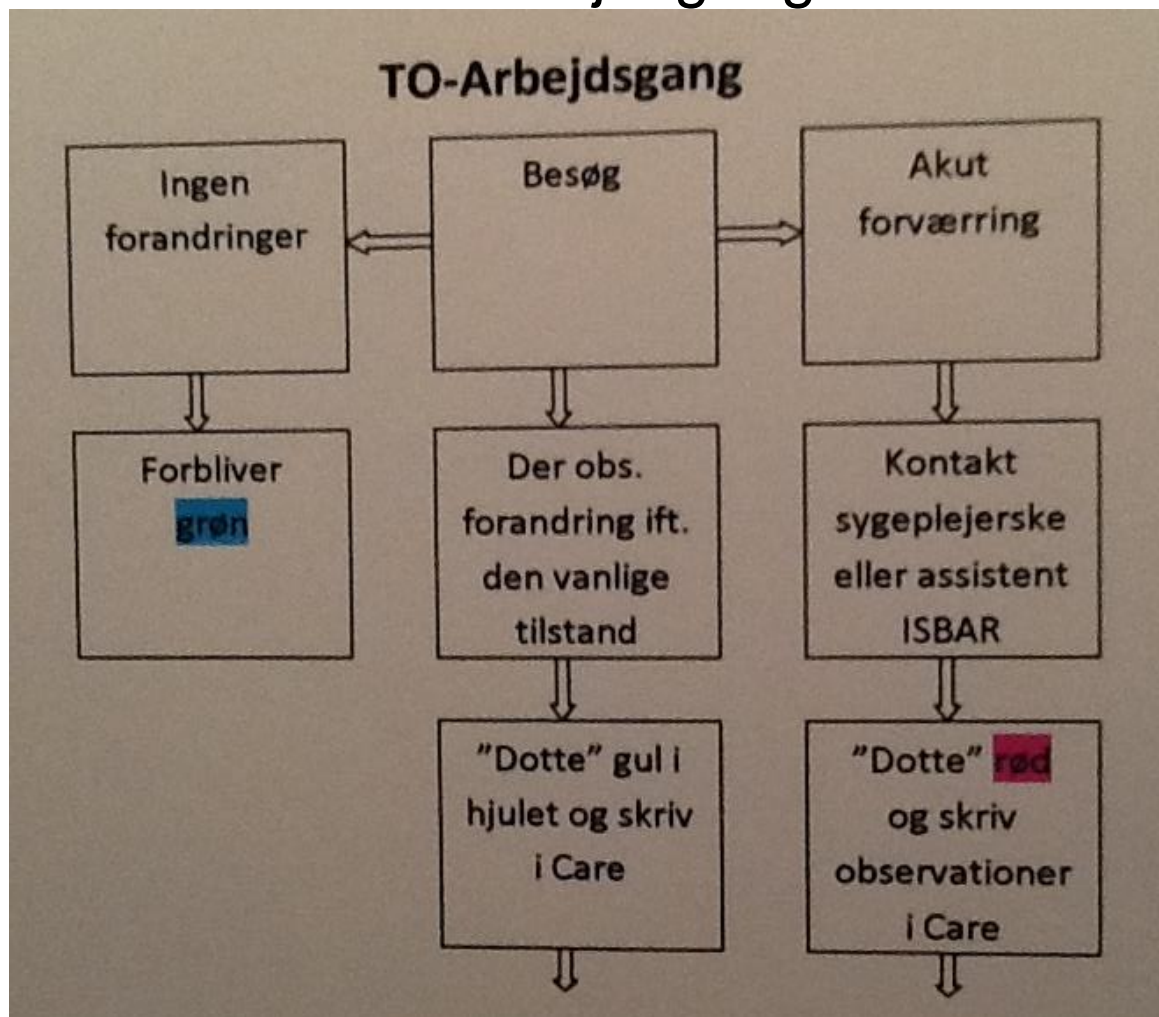 TO-Arbejdsgang
Ingen
forandringer
Besøg
Akut
forværring
Forbliver
grøn
Der obs.
forandring ift.
den vanlige
tilstand
Kontakt
sygeplejerske
eller assistent
ISBAR
”Dotte” gul i
hjulet og skriv
i Care
”Dotte” rød
og skriv
observationer
i Care